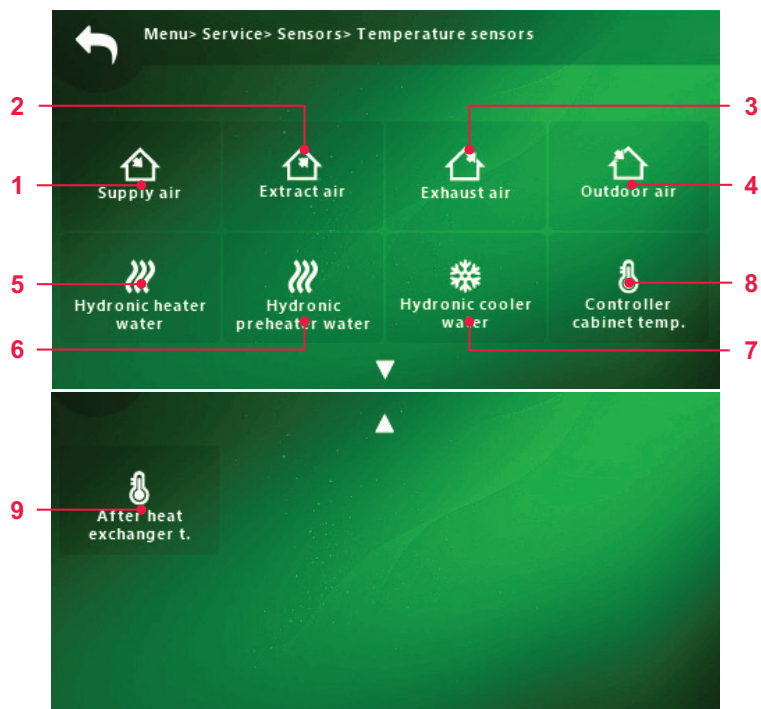 Menu> Service> Sensors> Temperature sensors
2
3
1
Supply air
Extract air
Exhaust air
Outdoor air
4
5
Hydronic heater
water
Hydronic
preheater water
Hydronic cooler
water
Controller
cabinet temp.
8
6
7
9
After heat
exchanger t.